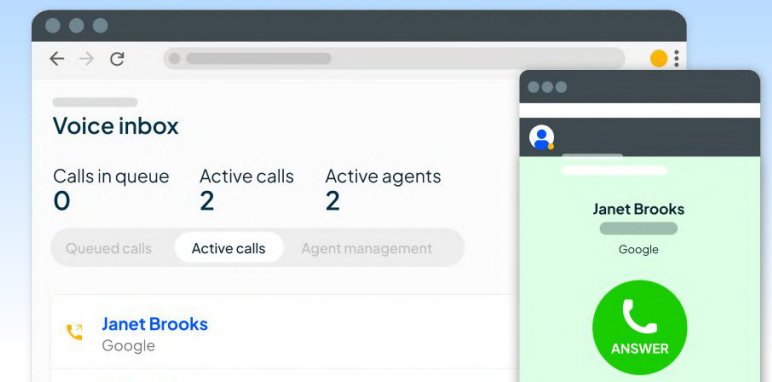 Voice inbox
Calls in queue Active calls Active agents
0 2 2
Queued calls Active calls Agent management
Janet Brooks
Google
Janet Brooks
Google
ANSWER